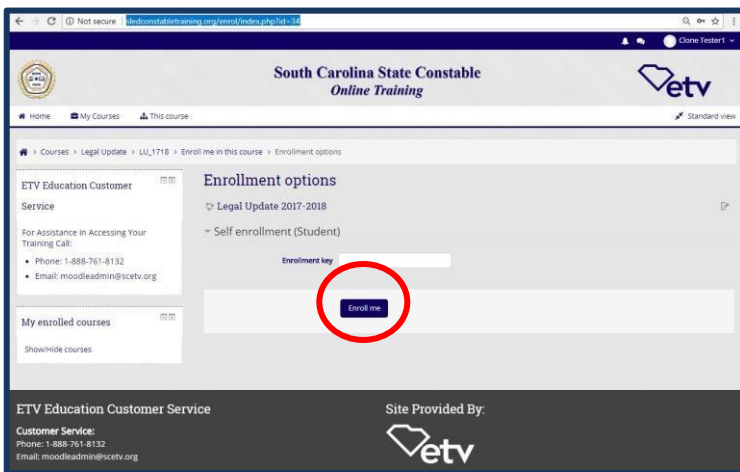 Not secure | sledconstabletraining.org/enrol/index.php?id=34
Clone Tester1
South Carolina State Constable
Online Training
etv
Home My Courses This course Standard view
> Courses > Legal Update > LU_1718 > Enroll me in this course > Enrollment options
ETV Education Customer
Service
For Assistance in Accessing Your
Training Call:
• Phone: 1-888-761-8132
• Email: moodleadmin@scetv.org
My enrolled courses
Show/Hide courses
Enrollment options
Legal Update 2017-2018
Self enrollment (Student)
Enrollment key
Enroll me
ETV Education Customer Service
Customer Service:
Phone: 1-888-761-8132
Email: moodleadmin@scetv.org
Site Provided By:
etv